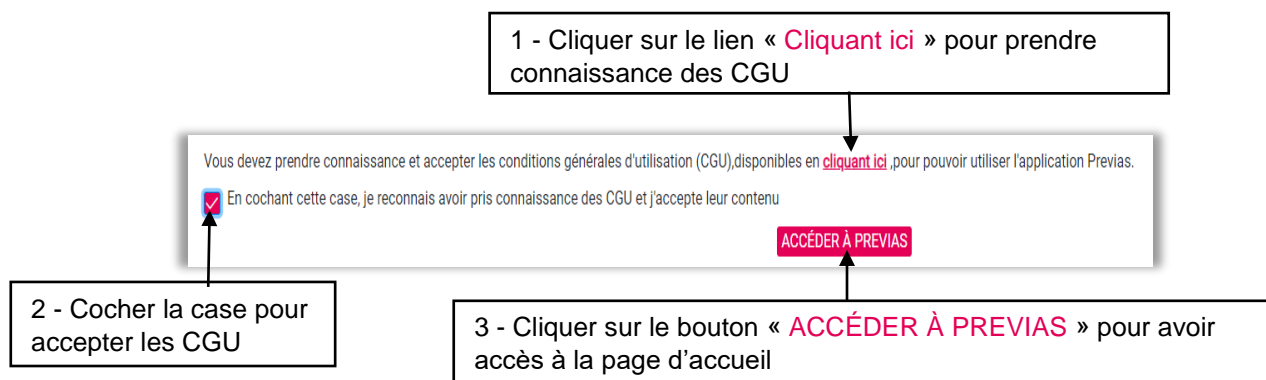 1 - Cliquer sur le lien « Cliquant ici » pour prendre
connaissance des CGU
Vous devez prendre connaissance et accepter les conditions générales d'utilisation (CGU),disponibles en cliquant ici ,pour pouvoir utiliser l'application Previas.
En cochant cette case, je reconnais avoir pris connaissance des CGU et j'accepte leur contenu
ACCÉDER À PREVIAS
2 - Cocher la case pour
accepter les CGU
3 - Cliquer sur le bouton « ACCÉDER À PREVIAS » pour avoir
accès à la page d’accueil